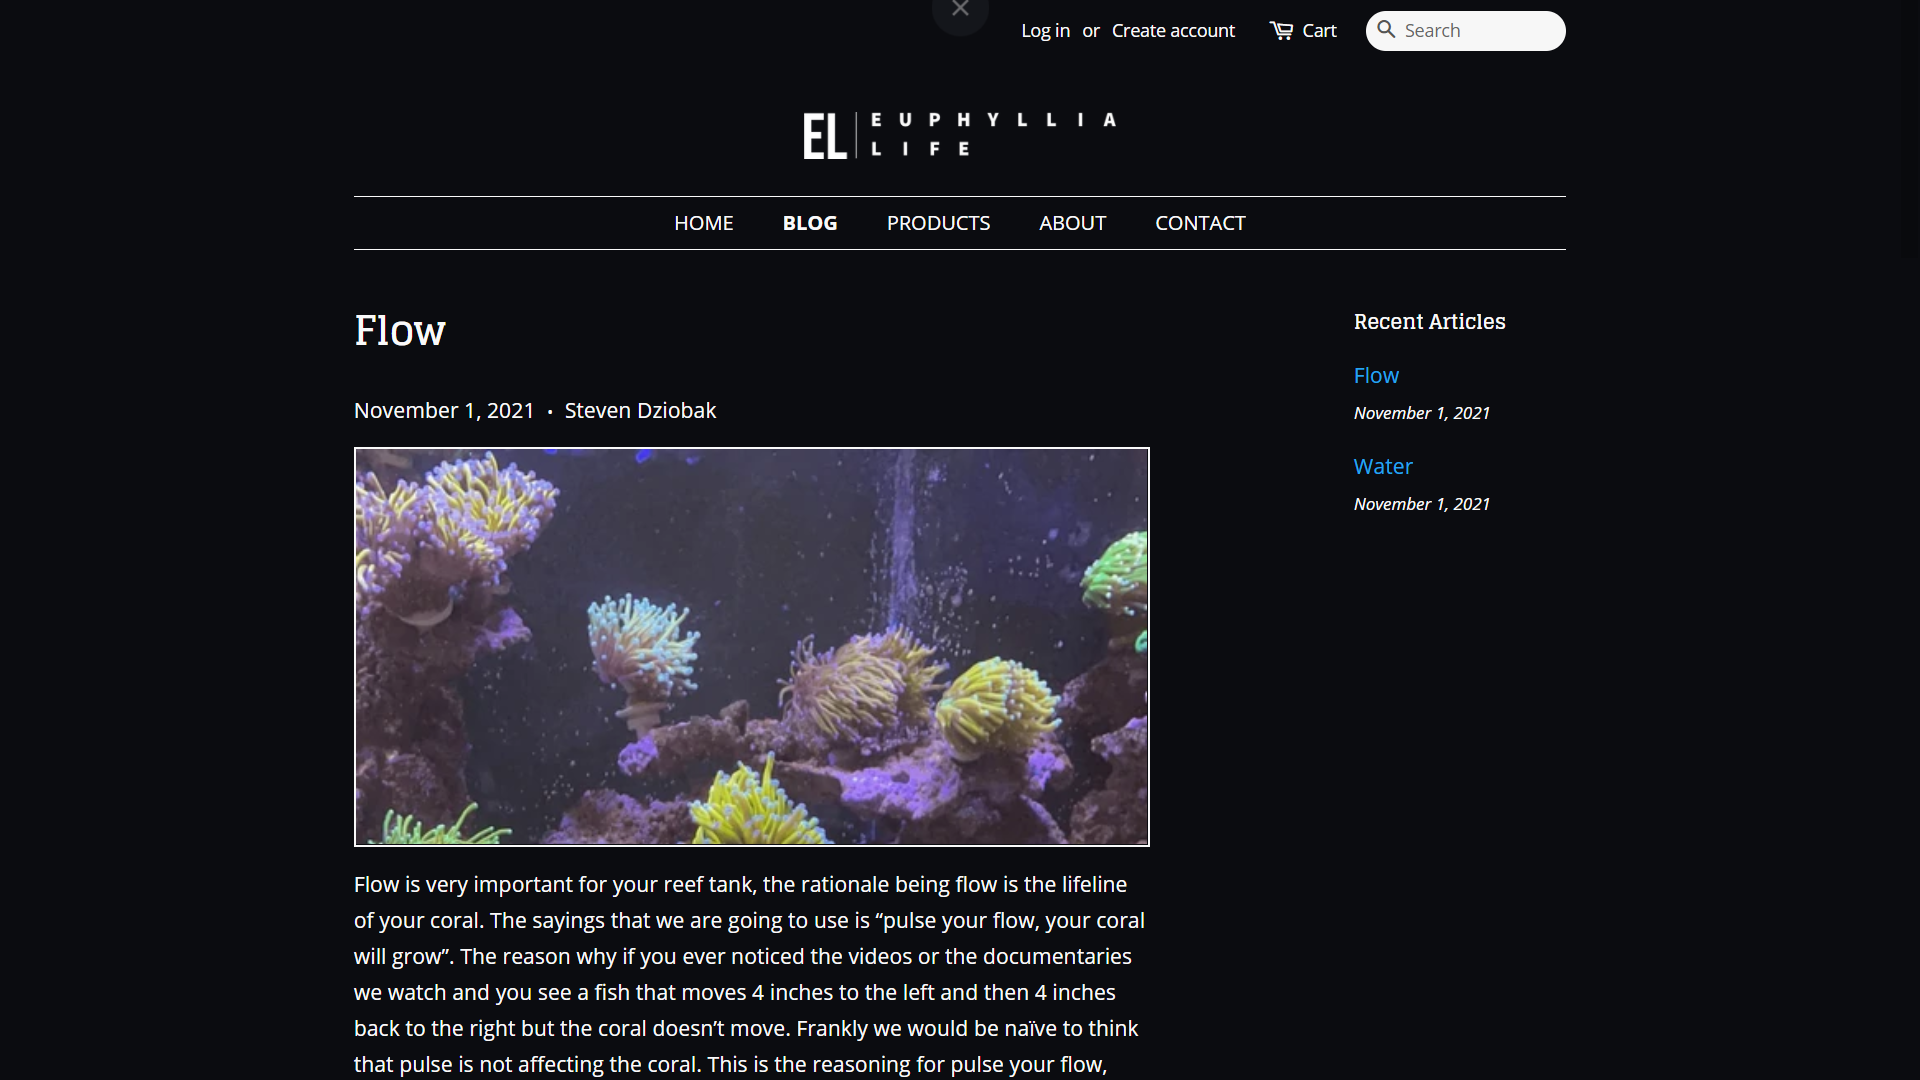 Log in or Create account Cart Search
EL EUPHYLLIA
LIFE
HOME BLOG PRODUCTS ABOUT CONTACT
Flow
November 1, 2021 • Steven Dziobak
Flow is very important for your reef tank, the rationale being flow is the lifeline
of your coral. The sayings that we are going to use is “pulse your flow, your coral
will grow”. The reason why if you ever noticed the videos or the documentaries
we watch and you see a fish that moves 4 inches to the left and then 4 inches
back to the right but the coral doesn’t move. Frankly we would be naïve to think
that pulse is not affecting the coral. This is the reasoning for pulse your flow,
Recent Articles
Flow
November 1, 2021
Water
November 1, 2021